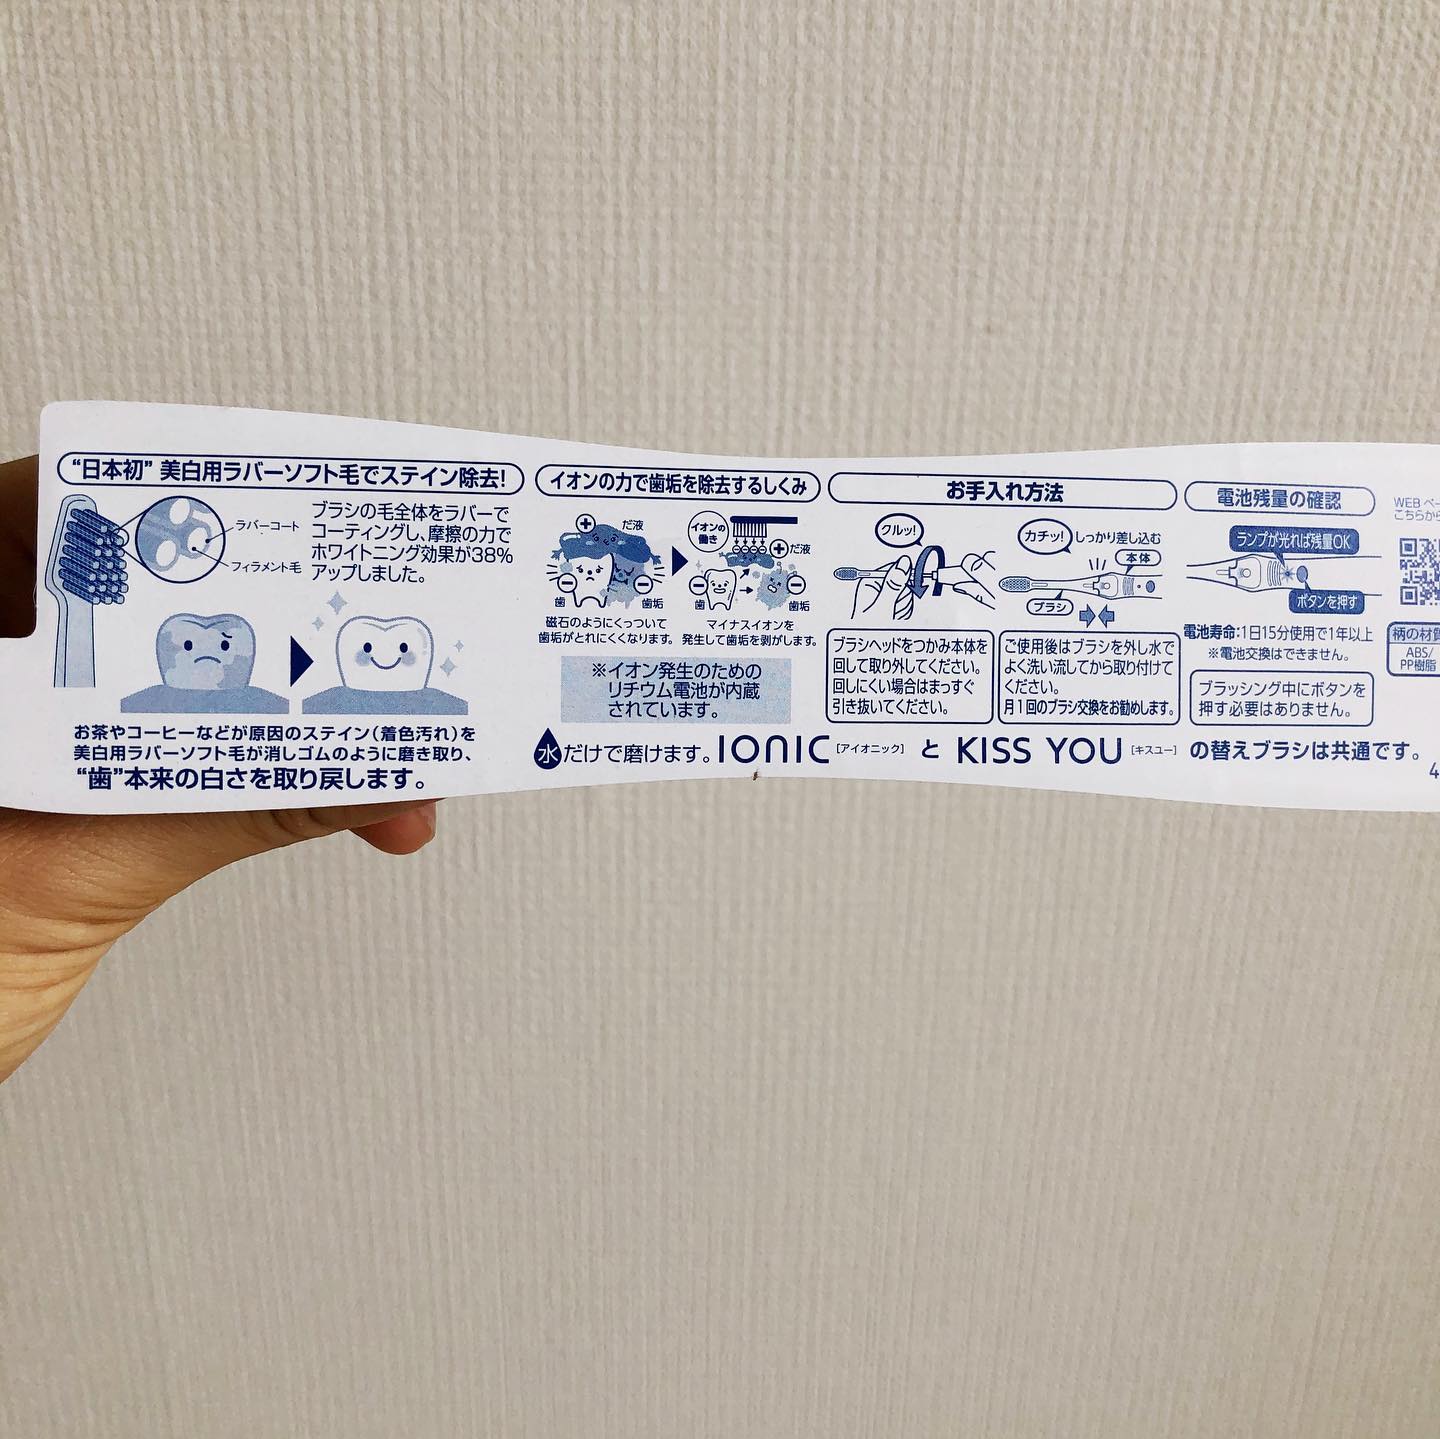 “日本初” 美白用ラバーソフト毛でステイン除去!
ラバーコート
フィラメント毛
ブラシの毛全体をラバーで
コーティングし、摩擦の力で
ホワイトニング効果が38%
アップしました。
お茶やコーヒーなどが原因のステイン(着色汚れ)を
美白用ラバーソフト毛が消しゴムのように磨き取り、
“歯”本来の白さを取り戻します。
イオンの力で歯垢を除去するしくみ
+
だ液
−
−
歯
歯垢
磁石のようにくっついて
歯垢がとれにくくなります。
イオンの
働き
+
だ液
−
−
歯
歯垢
マイナスイオンを
発生して歯垢を剥がします。
※イオン発生のための
リチウム電池が内蔵
されています。
お手入れ方法
クルッ!
ブラシヘッドをつかみ本体を
回して取り外してください。
回しにくい場合はまっすぐ
引き抜いてください。
カチッ!
しっかり差し込む
本体
ブラシ
ご使用後はブラシを外し水で
よく洗い流してから取り付けて
ください。
月1回のブラシ交換をお勧めします。
電池残量の確認
ランプが光れば残量OK
ボタンを押す
電池寿命:1日15分使用で1年以上
※電池交換はできません。
ブラッシング中にボタンを
押す必要はありません。
WEBペー
こちらから
柄の材質
ABS/
PP樹脂
水だけで磨けます。IONIC[アイオニック]とKISS YOU[キスユー]の替えブラシは共通です。
4